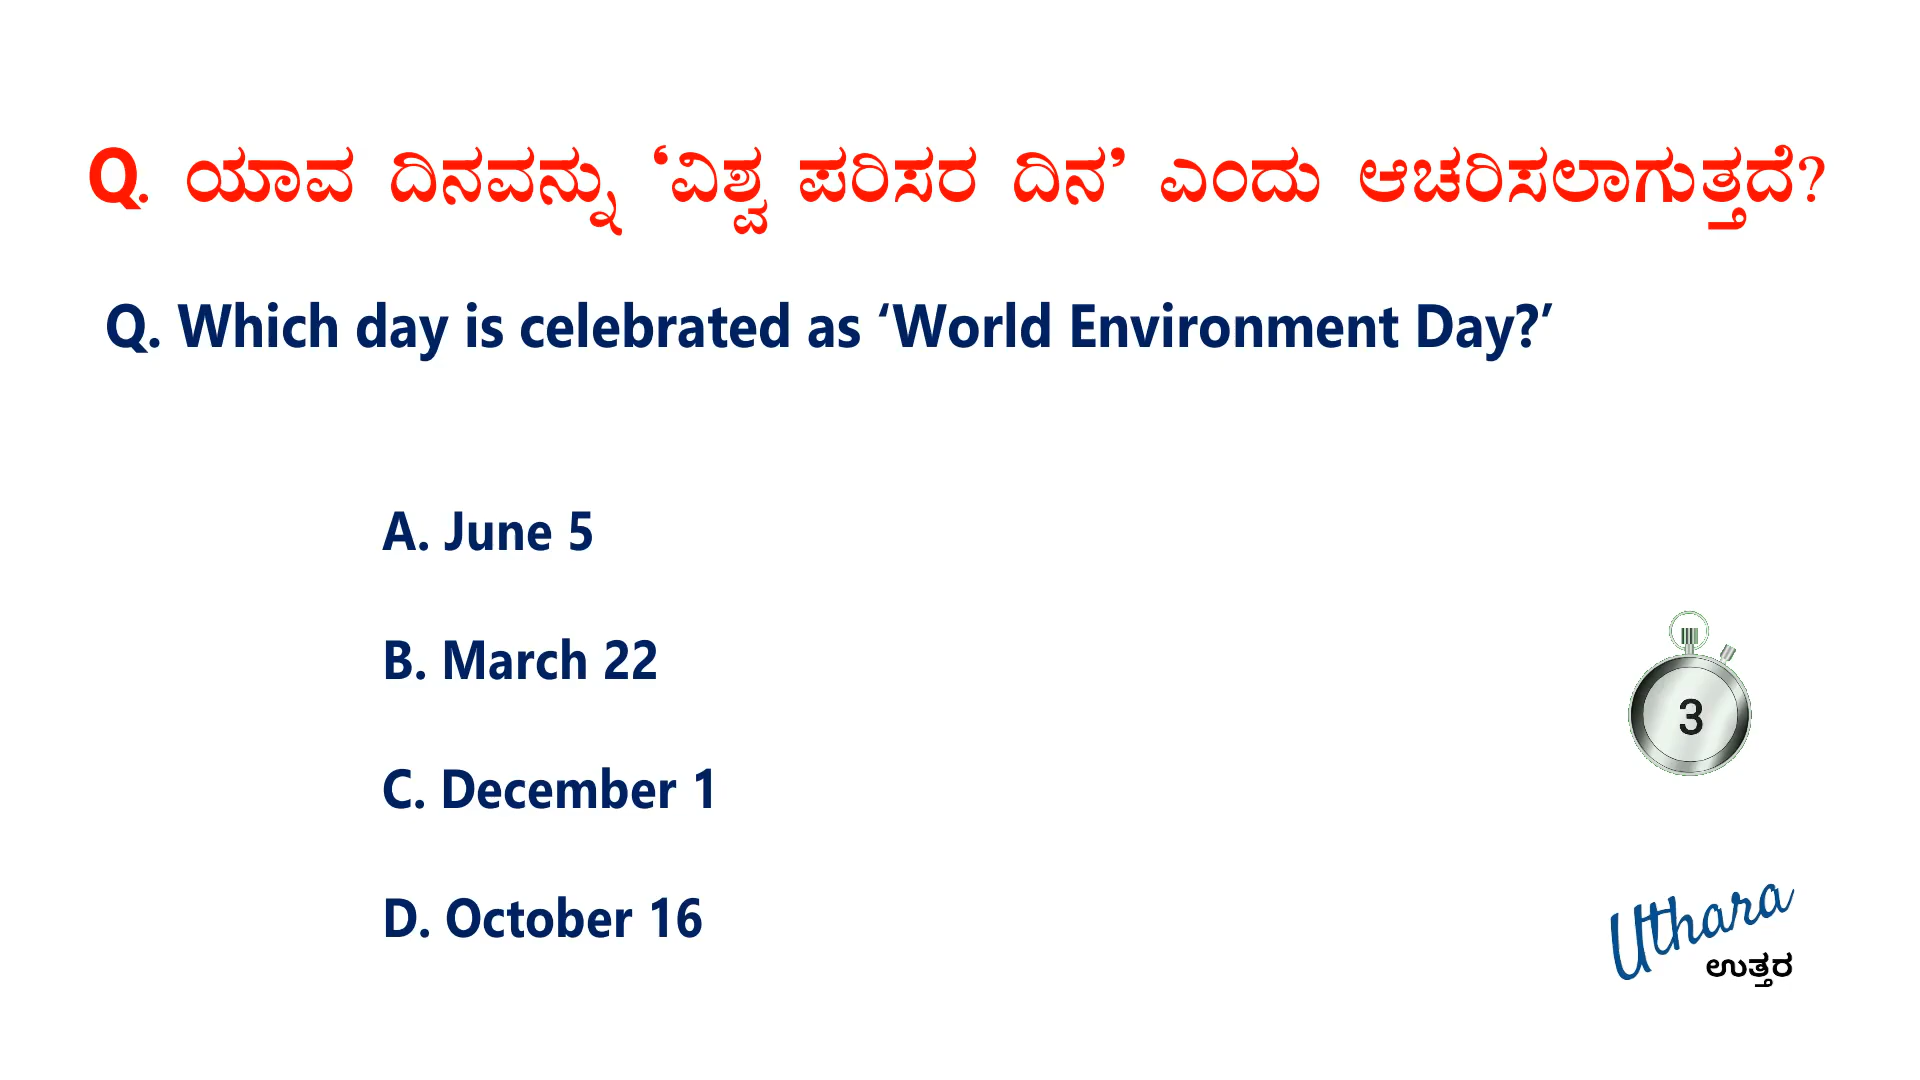 Q. ಯಾವ ದಿನವನ್ನು ‘ವಿಶ್ವ ಪರಿಸರ ದಿನ’ ಎಂದು ಆಚರಿಸಲಾಗುತ್ತದೆ?
Q. Which day is celebrated as ‘World Environment Day?’
A. June 5
B. March 22
C. December 1
D. October 16
3
Uthara
ಉತ್ತರ